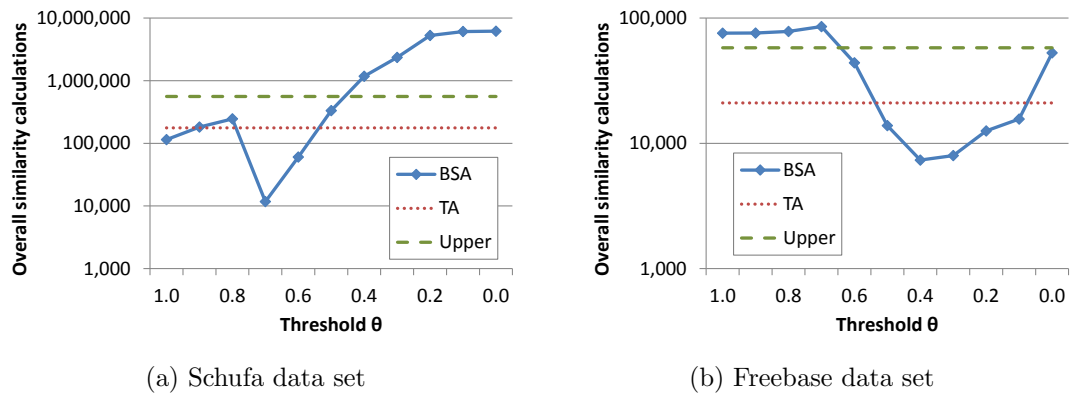 Overall similarity calculations
10,000,000
1,000,000
100,000
10,000
1,000
BSA
TA
Upper
1.0 0.8 0.6 0.4 0.2 0.0
Threshold θ
(a) Schufa data set
Overall similarity calculations
100,000
10,000
1,000
BSA
TA
Upper
1.0 0.8 0.6 0.4 0.2 0.0
Threshold θ
(b) Freebase data set